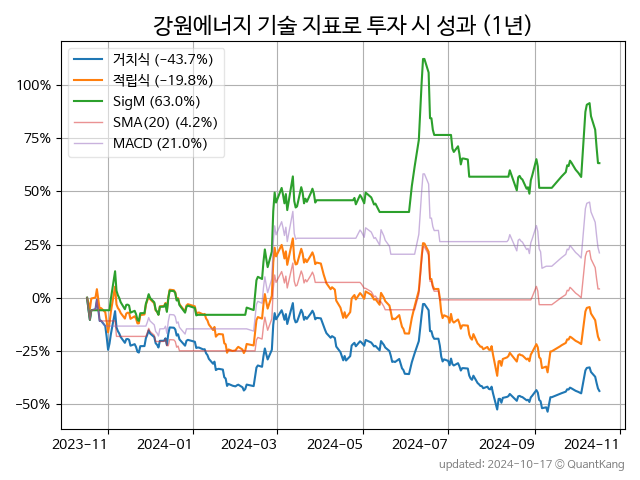 강원에너지 기술 지표로 투자 시 성과 (1년)
거치식 (−43.7%)
적립식 (−19.8%)
SigM (63.0%)
SMA(20) (4.2%)
MACD (21.0%)
100%
75%
50%
25%
0%
−25%
−50%
2023-11 2024-01 2024-03 2024-05 2024-07 2024-09 2024-11
updated: 2024-10-17 © QuantKang